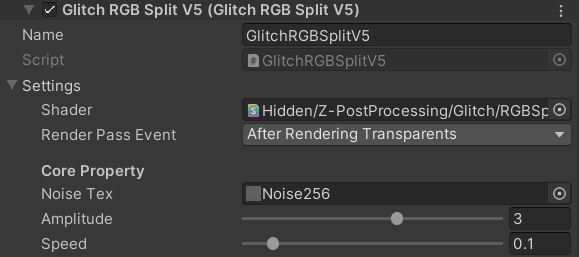 Glitch RGB Split V5 (Glitch RGB Split V5)
Name GlitchRGBSplitV5
Script GlitchRGBSplitV5
Settings
Shader Hidden/Z-PostProcessing/Glitch/RGBSp
Render Pass Event After Rendering Transparents
Core Property
Noise Tex Noise256
Amplitude 3
Speed 0.1